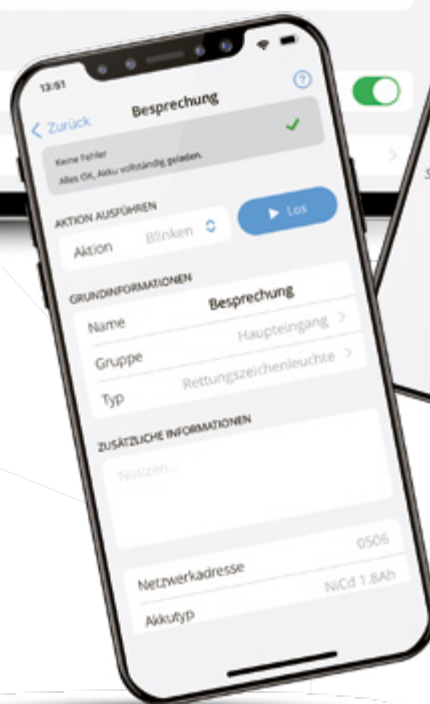 13:51
Zurück
Besprechung
?
Keine Fehler
Alles OK, Akku vollständig geladen.
AKTION AUSFÜHREN
Aktion Blinken
Los
GRUNDINFORMATIONEN
Name Besprechung
Gruppe Haupteingang
Typ Rettungszeichenleuchte
ZUSÄTZLICHE INFORMATIONEN
Notizen...
Netzwerkadresse 0506
Akkutyp NiCd 1.8Ah